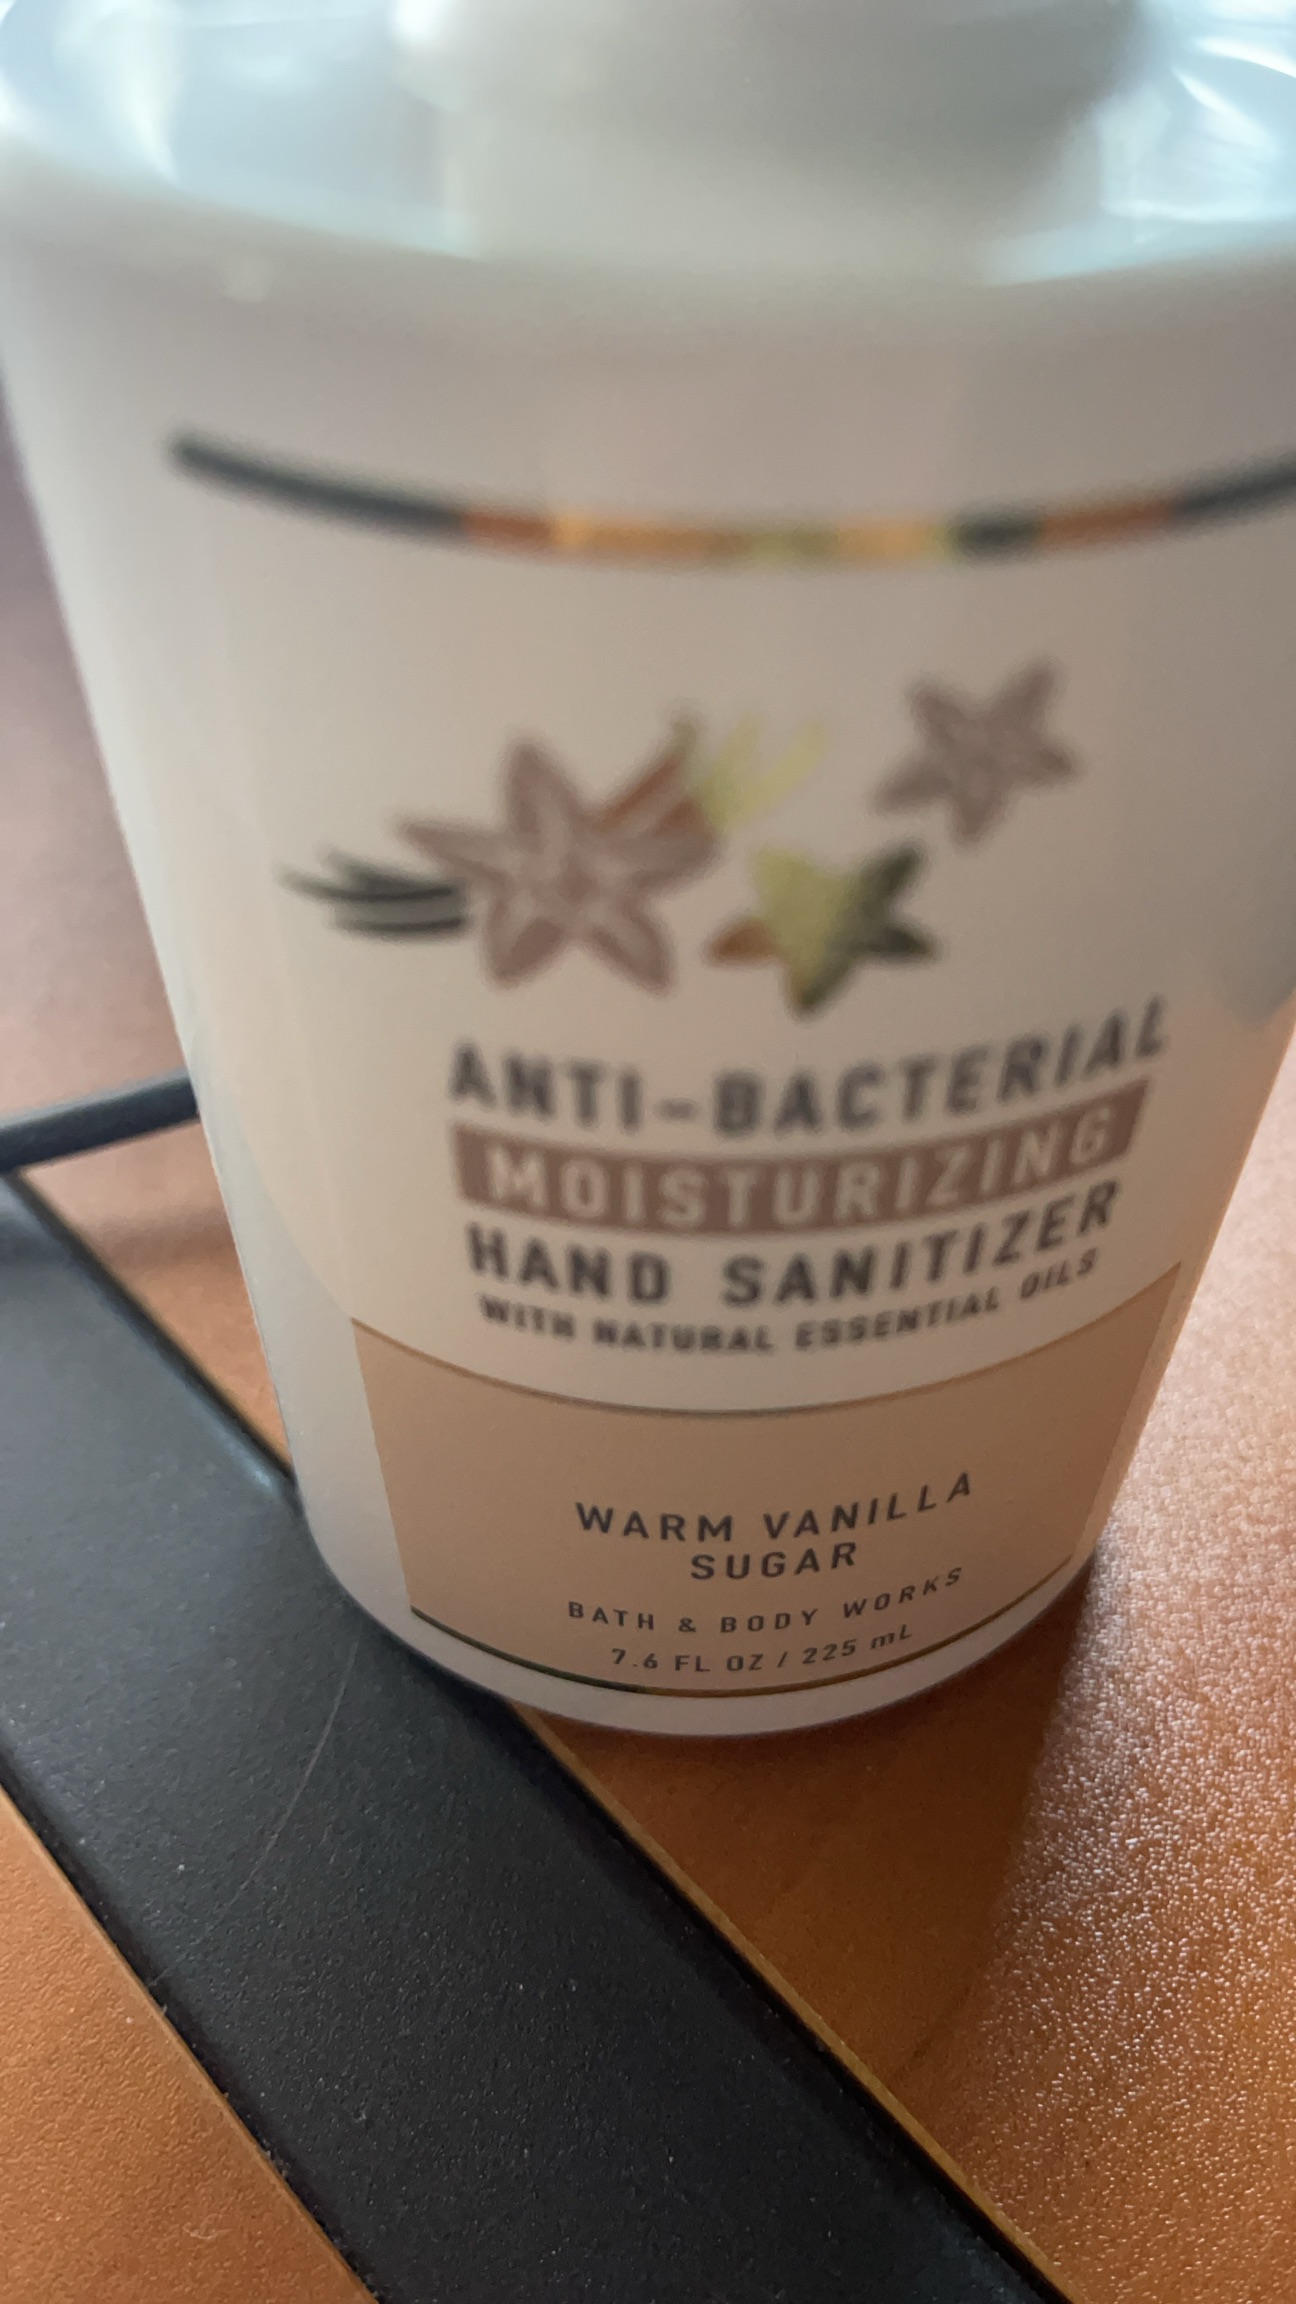 ANTI-BACTERIAL
MOISTURIZING
HAND SANITIZER
WITH NATURAL ESSENTIAL OILS
WARM VANILLA
SUGAR
BATH & BODY WORKS
7.6 FL OZ / 225 mL